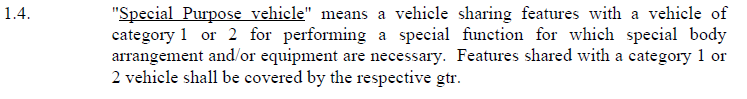 1.4. "Special Purpose vehicle" means a vehicle sharing features with a vehicle of
category 1 or 2 for performing a special function for which special body
arrangement and/or equipment are necessary. Features shared with a category 1 or
2 vehicle shall be covered by the respective gtr.